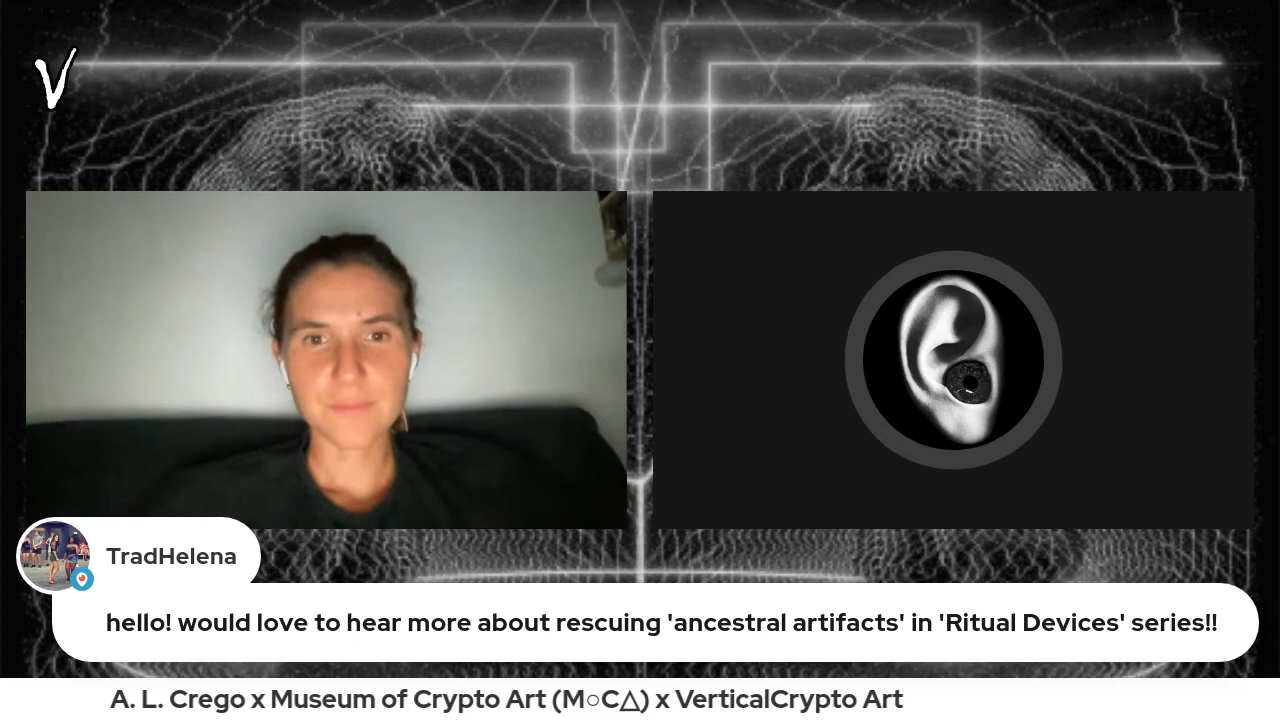 V
TradHelena
hello! would love to hear more about rescuing 'ancestral artifacts' in 'Ritual Devices' series!!
A. L. Crego x Museum of Crypto Art (M○C△) x VerticalCrypto Art